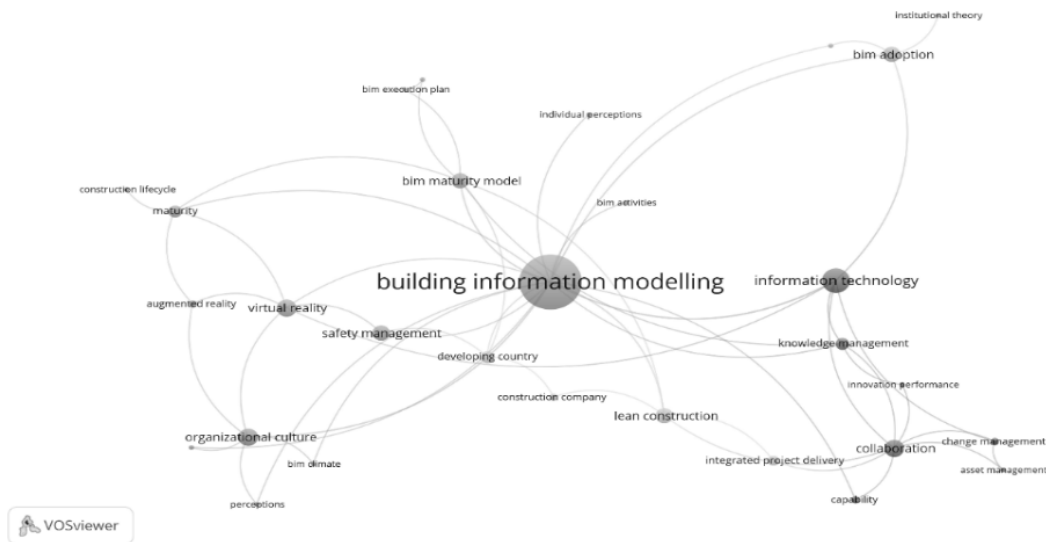 institutional theory
bim adoption
bim execution plan
individual perceptions
bim maturity model
construction lifecycle
maturity
bim activities
building information modelling
information technology
augmented reality
virtual reality
safety management
knowledge management
developing country
innovation performance
construction company
lean construction
organizational culture
change management
collaboration
bim climate
integrated project delivery
asset management
capability
perceptions
VOSviewer